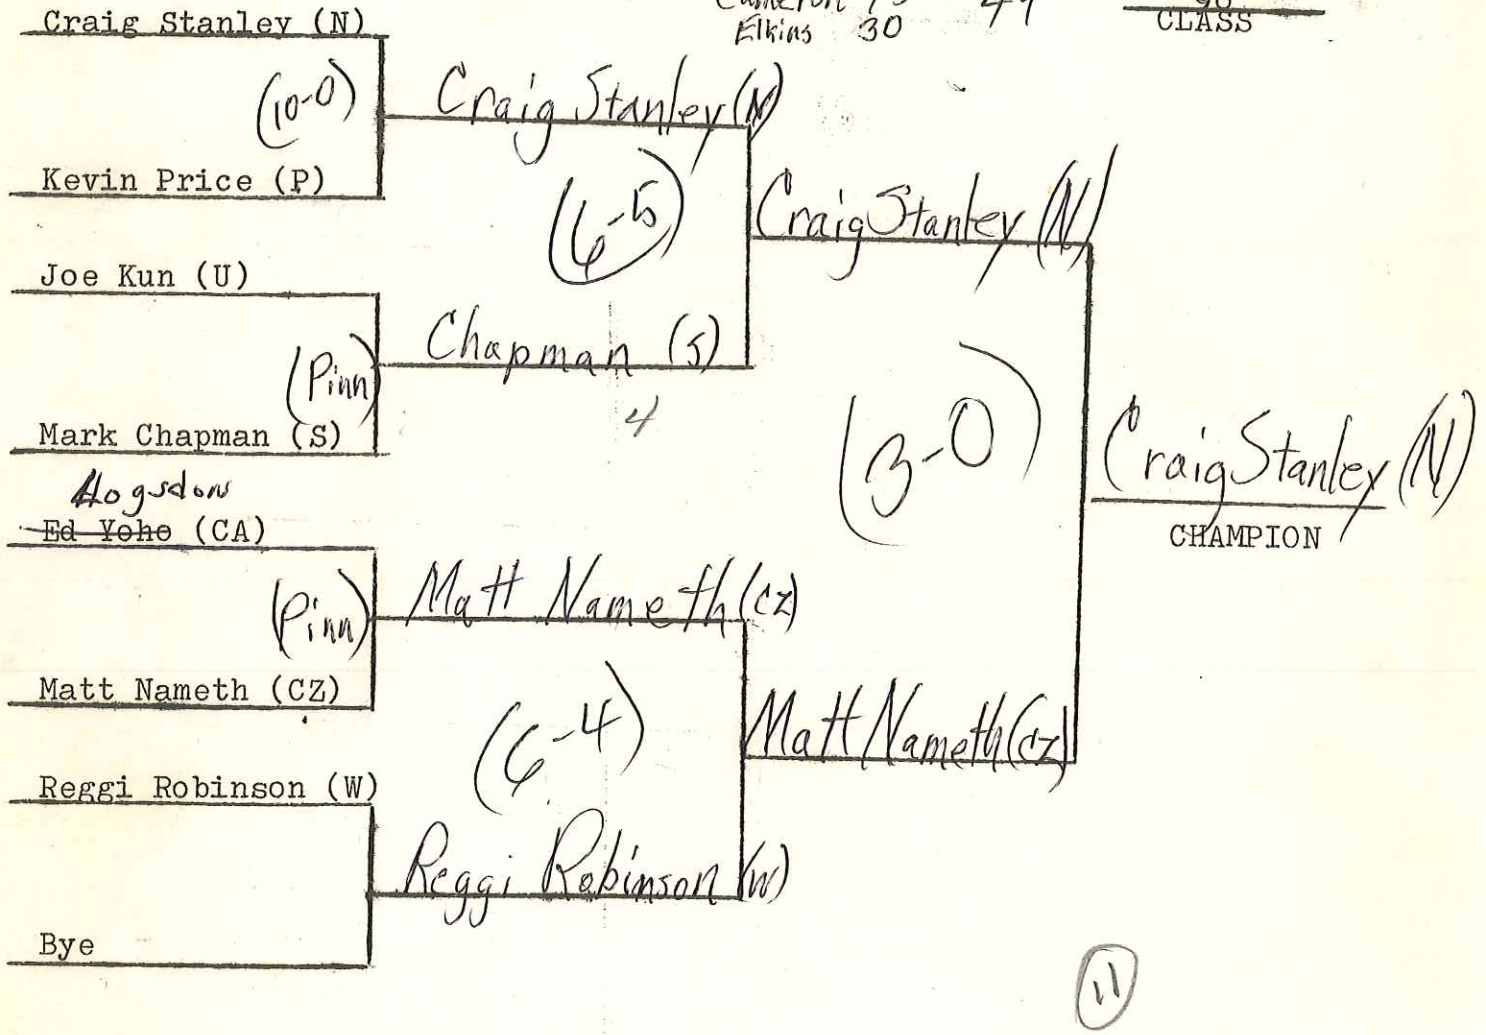 Craig Stanley (N)
Elkins 30
CLASS
(10-0)
Craig Stanley (N)
Kevin Price (P)
(6-5)
Craig Stanley (N)
Joe Kun (U)
Chapman (S)
(Pinn)
4
Mark Chapman (S)
(3-0)
Craig Stanley (N)
CHAMPION
Hogsdon
Ed Yoho (CA)
Matt Nameth (CZ)
(Pinn)
Matt Nameth (CZ)
(6-4)
Matt Nameth (CZ)
Reggi Robinson (W)
Reggi Robinson (W)
Bye
11